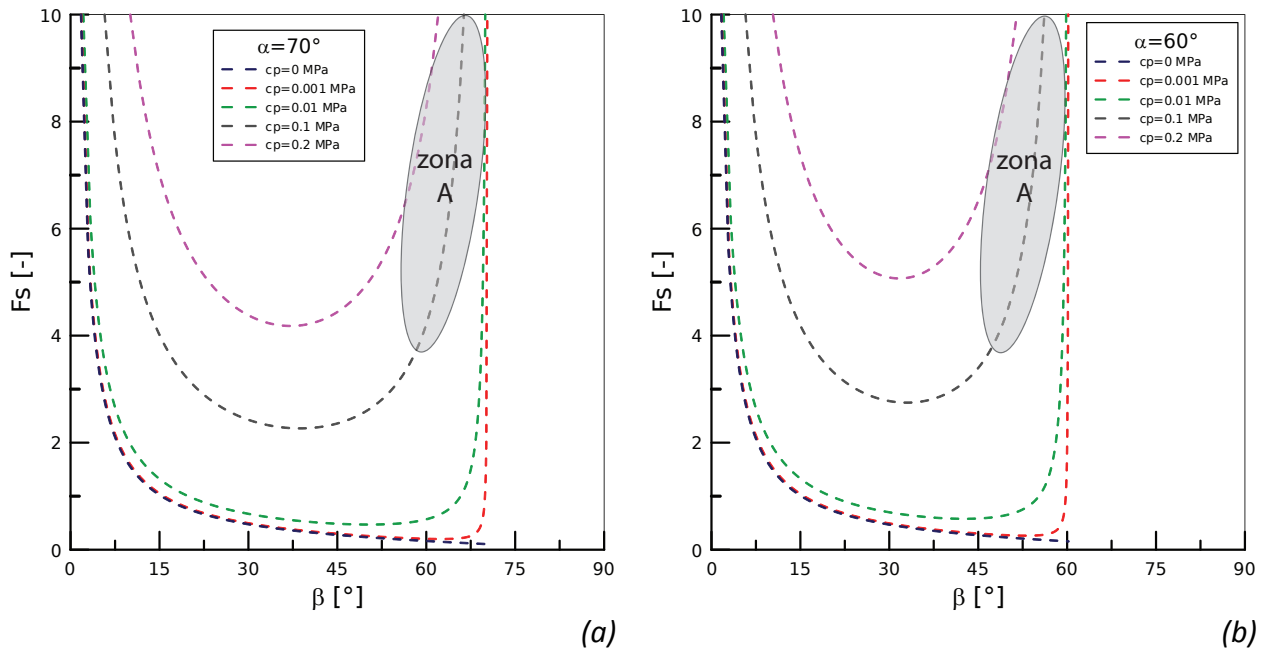 α=70°
cp=0 MPa
cp=0.001 MPa
cp=0.01 MPa
cp=0.1 MPa
cp=0.2 MPa
zona
A
10
8
6
4
2
0
Fs [-]
0 15 30 45 60 75 90
β [°]
(a)
α=60°
cp=0 MPa
cp=0.001 MPa
cp=0.01 MPa
cp=0.1 MPa
cp=0.2 MPa
zona
A
10
8
6
4
2
0
Fs [-]
0 15 30 45 60 75 90
β [°]
(b)